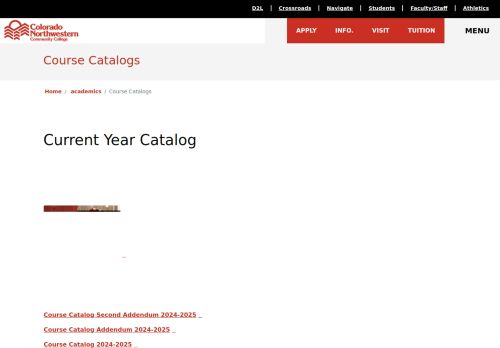 D2L | Crossroads | Navigate | Students | Faculty/Staff | Athletics
Colorado
Northwestern
Community College
APPLY INFO. VISIT TUITION MENU
Course Catalogs
Home / academics / Course Catalogs
Current Year Catalog
Course Catalog Second Addendum 2024-2025
Course Catalog Addendum 2024-2025
Course Catalog 2024-2025